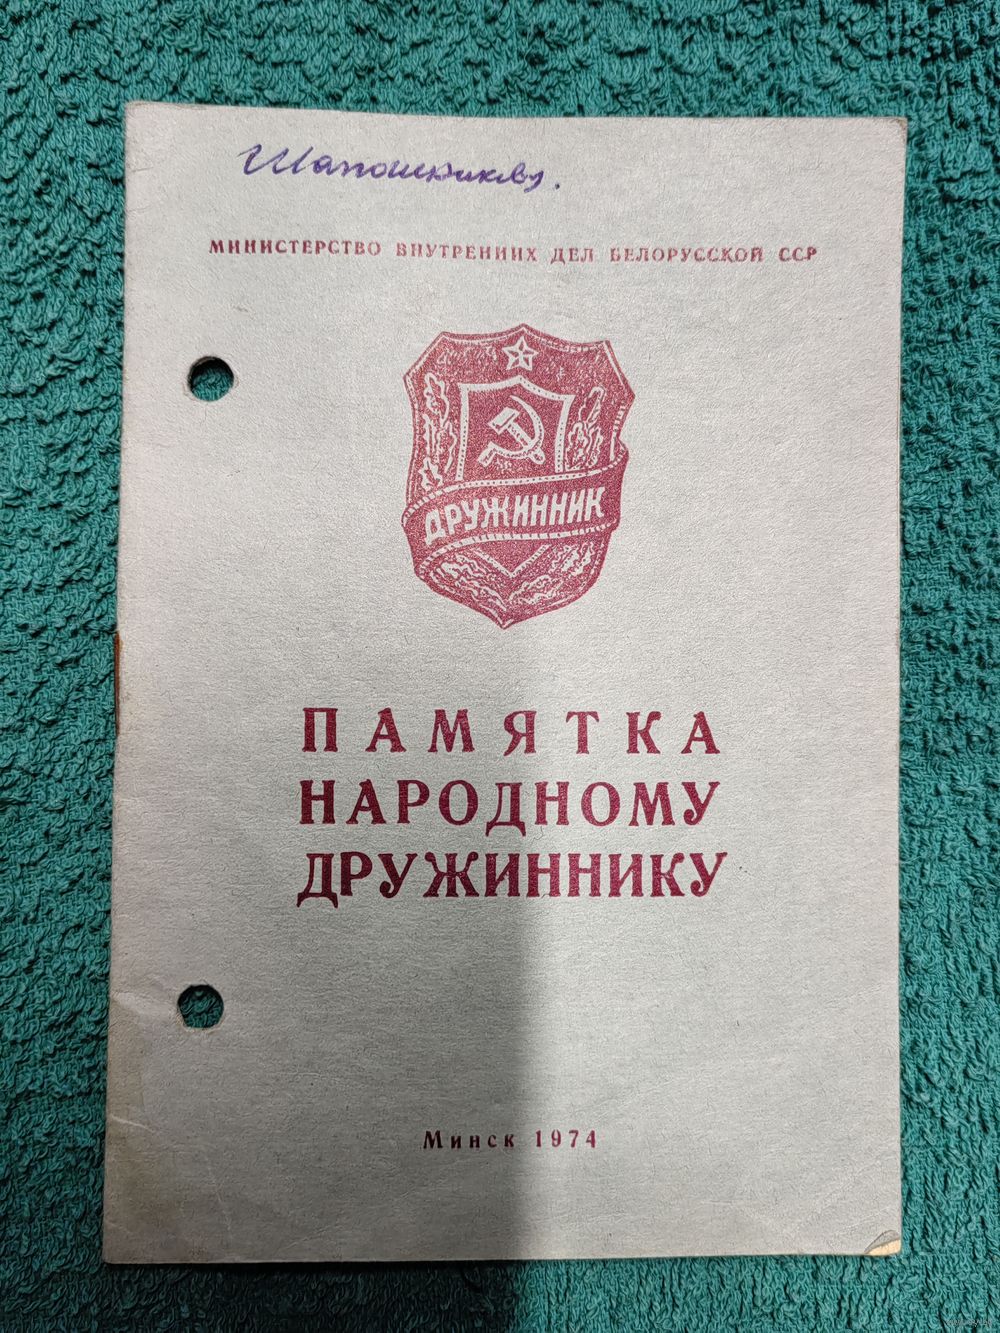 Шапошникову.
МИНИСТЕРСТВО ВНУТРЕННИХ ДЕЛ БЕЛОРУССКОЙ ССР
ДРУЖИННИК
ПАМЯТКА
НАРОДНОМУ
ДРУЖИННИКУ
Минск 1974